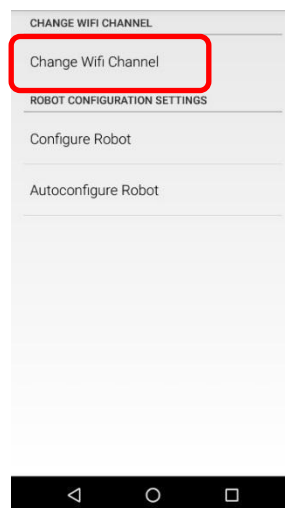 CHANGE WIFI CHANNEL
Change Wifi Channel
ROBOT CONFIGURATION SETTINGS
Configure Robot
Autoconfigure Robot